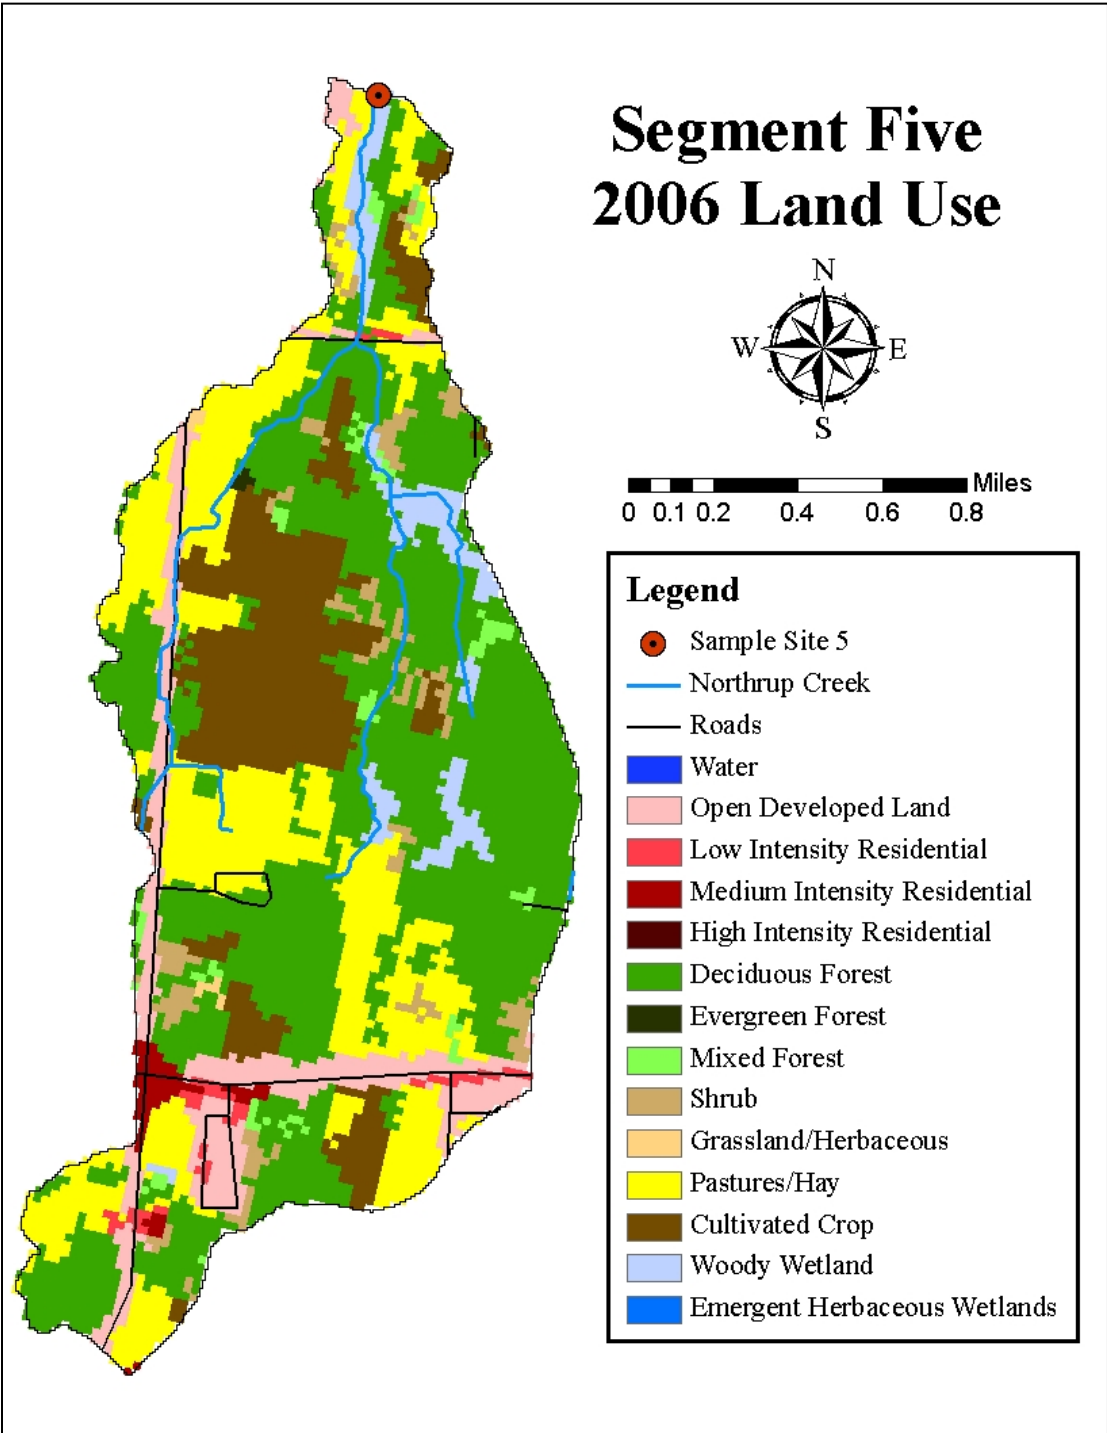 Segment Five
2006 Land Use
N
W E
S
Miles
0 0.1 0.2 0.4 0.6 0.8
Legend
Sample Site 5
Northrup Creek
Roads
Water
Open Developed Land
Low Intensity Residential
Medium Intensity Residential
High Intensity Residential
Deciduous Forest
Evergreen Forest
Mixed Forest
Shrub
Grassland/Herbaceous
Pastures/Hay
Cultivated Crop
Woody Wetland
Emergent Herbaceous Wetlands